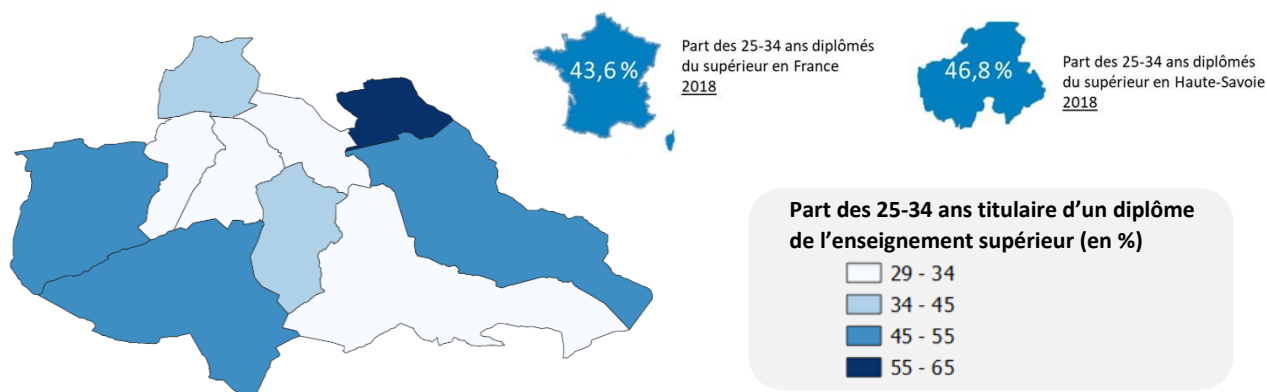 43,6 %
Part des 25-34 ans diplômés
du supérieur en France
2018
46,8 %
Part des 25-34 ans diplômés
du supérieur en Haute-Savoie
2018
Part des 25-34 ans titulaire d’un diplôme
de l’enseignement supérieur (en %)
29 - 34
34 - 45
45 - 55
55 - 65